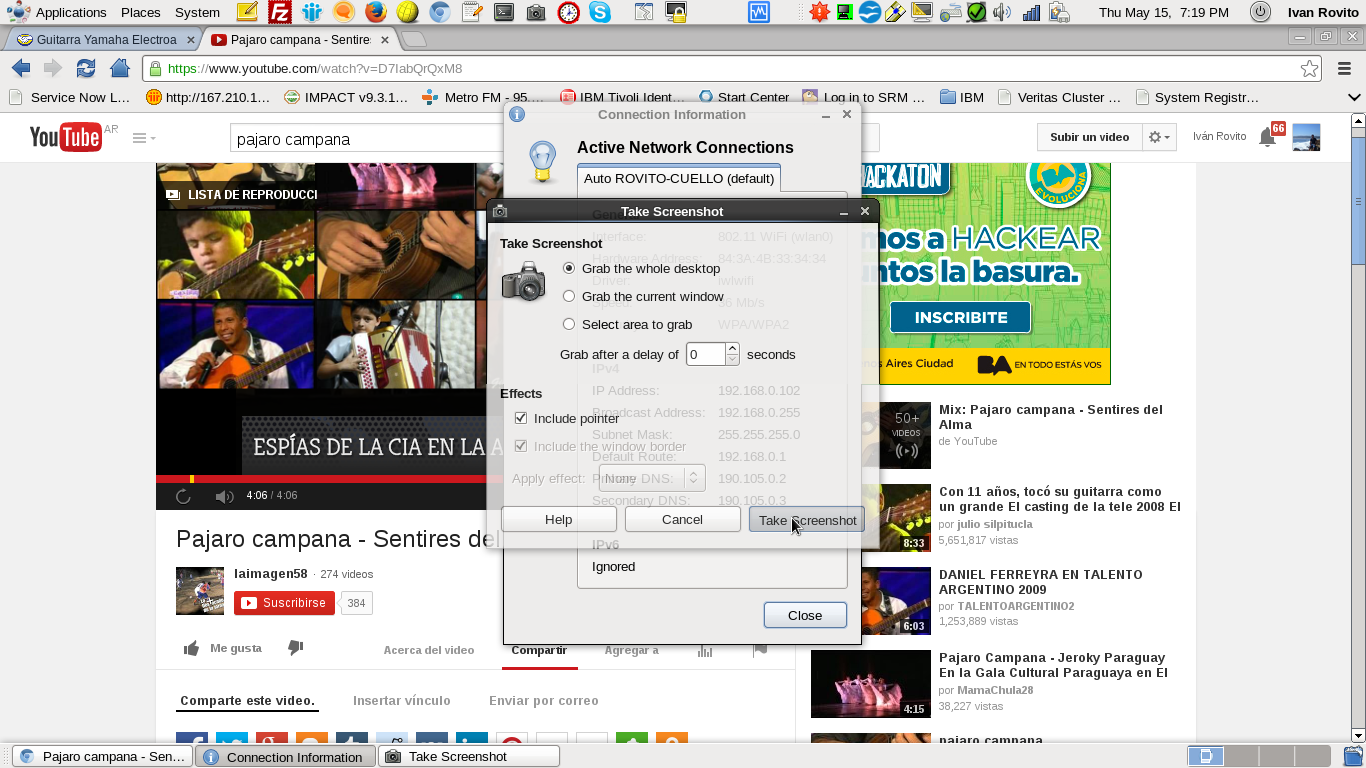 Applications Places System
Thu May 15, 7:19 PM
Ivan Rovito
Guitarra Yamaha Electroa
Pajaro campana - Sentires
https://www.youtube.com/watch?v=D7IabQrQxM8
Service Now L…
http://167.210.1…
IMPACT v9.3.1…
Metro FM - 95.…
IBM Tivoli Ident…
Start Center
Log in to SRM …
IBM
Veritas Cluster …
System Registr…
You Tube AR
pajaro campana
Subir un video
Iván Rovito
66
LISTA DE REPRODUCCI
ESPÍAS DE LA CIA EN LA A
4:06 / 4:06
Connection Information
Active Network Connections
Auto ROVITO-CUELLO (default)
Interface: 802.11 WiFi (wlan0)
Hardware Address: 84:3A:4B:33:34:34
Driver: iwlwifi
WPA/WPA2
IPv4
IP Address: 192.168.0.102
Broadcast Address: 192.168.0.255
Subnet Mask: 255.255.255.0
Default Route: 192.168.0.1
DNS: 190.105.0.2
Secondary DNS: 190.105.0.3
IPv6
Ignored
Close
Take Screenshot
Take Screenshot
Grab the whole desktop
Grab the current window
Select area to grab
Grab after a delay of 0 seconds
Effects
Include pointer
Include the window border
Apply effect: None
Help
Cancel
Take Screenshot
HACKATON
EVOLUCIONA
mos a HACKEAR
ntos la basura.
INSCRIBITE
os Aires Ciudad
BA EN TODO ESTÁS VOS
Pajaro campana - Sentires del
laimagen58 · 274 videos
Suscribirse
384
Me gusta
Acerca del video
Compartir
Agregar a
Comparte este video.
Insertar vínculo
Enviar por correo
50+
VIDEOS
Mix: Pajaro campana - Sentires del
Alma
de YouTube
8:33
Con 11 años, tocó su guitarra como
un grande El casting de la tele 2008 El
por julio silpitucla
5,651,817 vistas
6:03
DANIEL FERREYRA EN TALENTO
ARGENTINO 2009
por TALENTOARGENTINO2
1,253,889 vistas
4:15
Pajaro Campana - Jeroky Paraguay
En la Gala Cultural Paraguaya en El
por MamaChula28
38,227 vistas
pajaro campana
Pajaro campana - Sen…
Connection Information
Take Screenshot